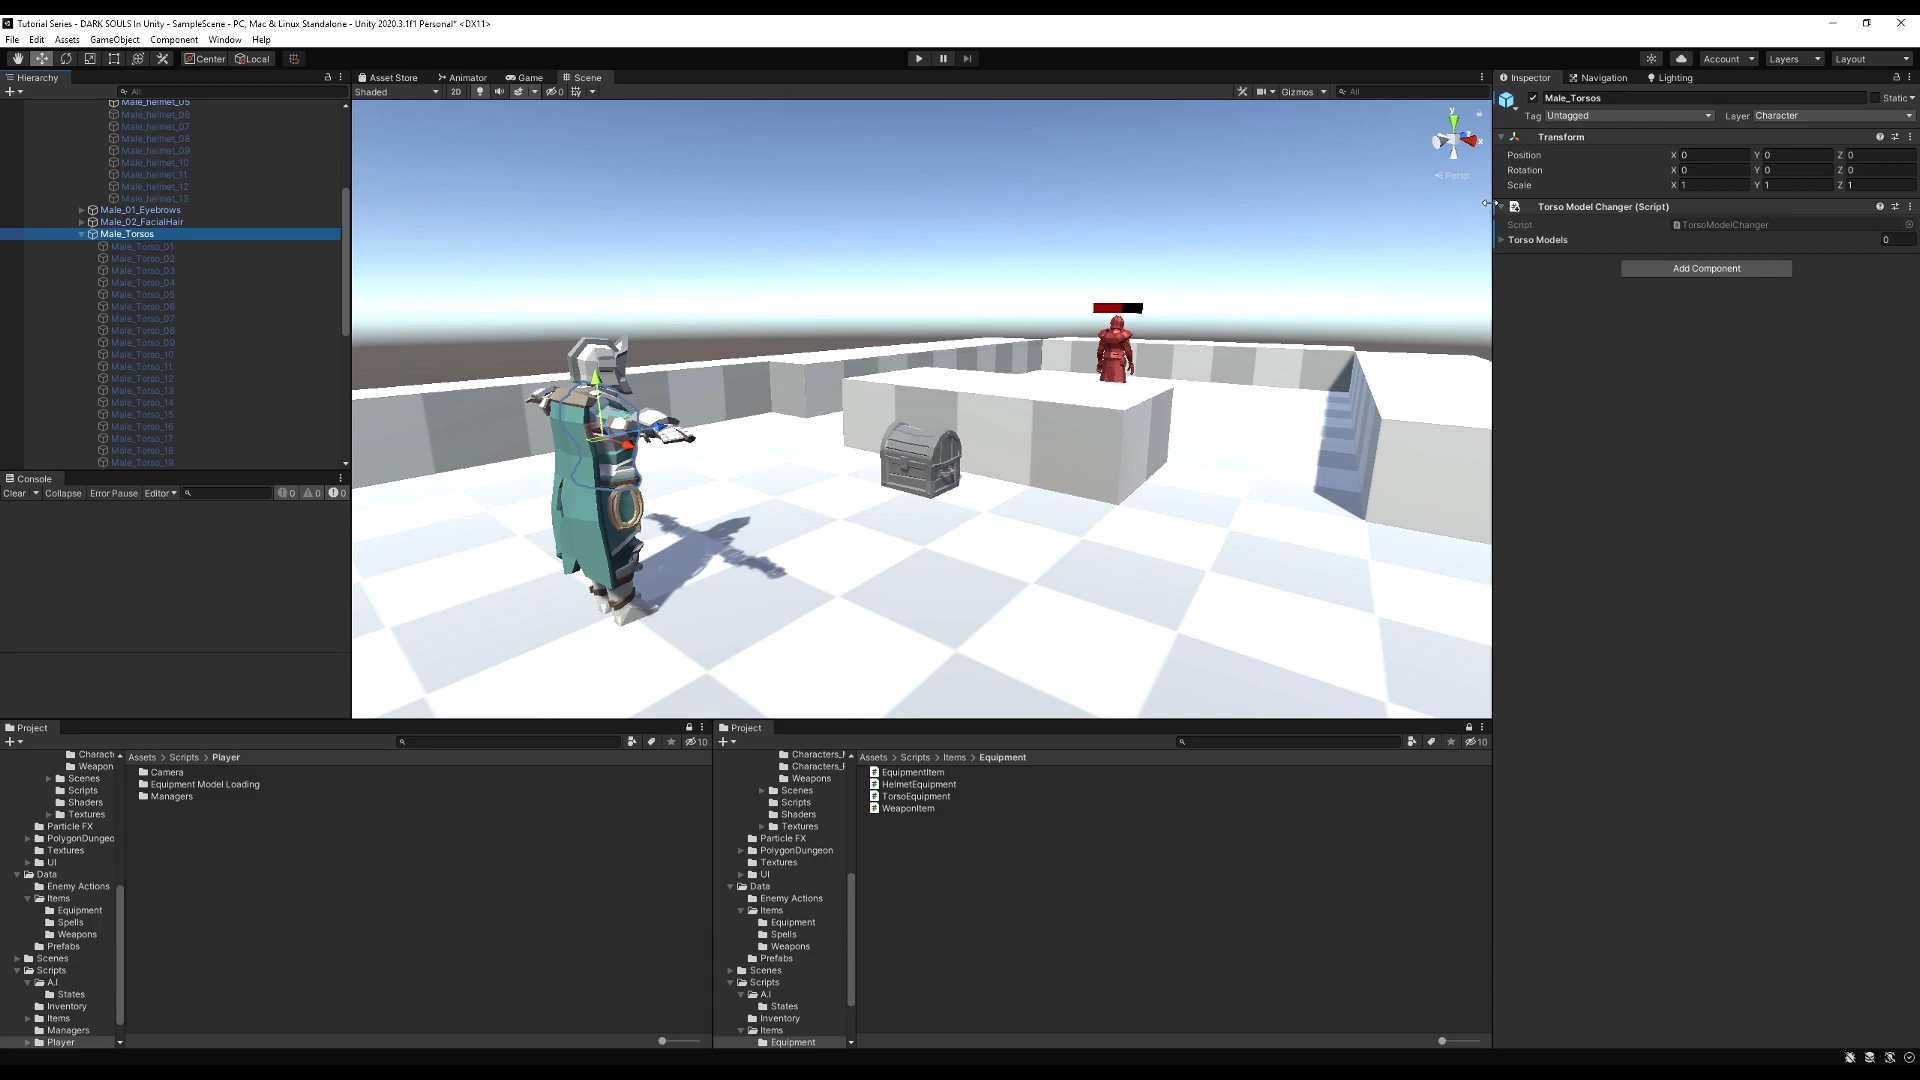 Tutorial Series - DARK SOULS In Unity - SampleScene - PC, Mac & Linux Standalone - Unity 2020.3.1f1 Personal* <DX11>
File Edit Assets GameObject Component Window Help
Center Local Account Layers Layout
Hierarchy Asset Store Animator Game Scene Inspector Navigation Lighting
All Shaded 2D 0 Gizmos All
Male_Torsos Static
Tag Untagged Layer Character
Transform
Position X 0 Y 0 Z 0
Rotation X 0 Y 0 Z 0
Scale X 1 Y 1 Z 1
Torso Model Changer (Script)
Script TorsoModelChanger
Torso Models 0
Add Component
y
x
Persp
Male_helmet_05
Male_helmet_06
Male_helmet_07
Male_helmet_08
Male_helmet_09
Male_helmet_10
Male_helmet_11
Male_helmet_12
Male_helmet_13
Male_01_Eyebrows
Male_02_FacialHair
Male_Torsos
Male_Torso_01
Male_Torso_02
Male_Torso_03
Male_Torso_04
Male_Torso_05
Male_Torso_06
Male_Torso_07
Male_Torso_08
Male_Torso_09
Male_Torso_10
Male_Torso_11
Male_Torso_12
Male_Torso_13
Male_Torso_14
Male_Torso_15
Male_Torso_16
Male_Torso_17
Male_Torso_18
Male_Torso_19
Console
Clear Collapse Error Pause Editor 0 0 0
Project
10
Assets Scripts Player
Charact
Weapon
Scenes
Scripts
Shaders
Textures
Particle FX
PolygonDungeo
Textures
UI
Data
Enemy Actions
Items
Equipment
Spells
Weapons
Prefabs
Scenes
Scripts
A.I
States
Inventory
Items
Managers
Player
Camera
Equipment Model Loading
Managers
Project
10
Assets Scripts Items Equipment
Characters_
Characters_
Weapons
Scenes
Scripts
Shaders
Textures
Particle FX
PolygonDungeon
Textures
UI
Data
Enemy Actions
Items
Equipment
Spells
Weapons
Prefabs
Scenes
Scripts
A.I
States
Inventory
Items
Equipment
EquipmentItem
HelmetEquipment
TorsoEquipment
WeaponItem